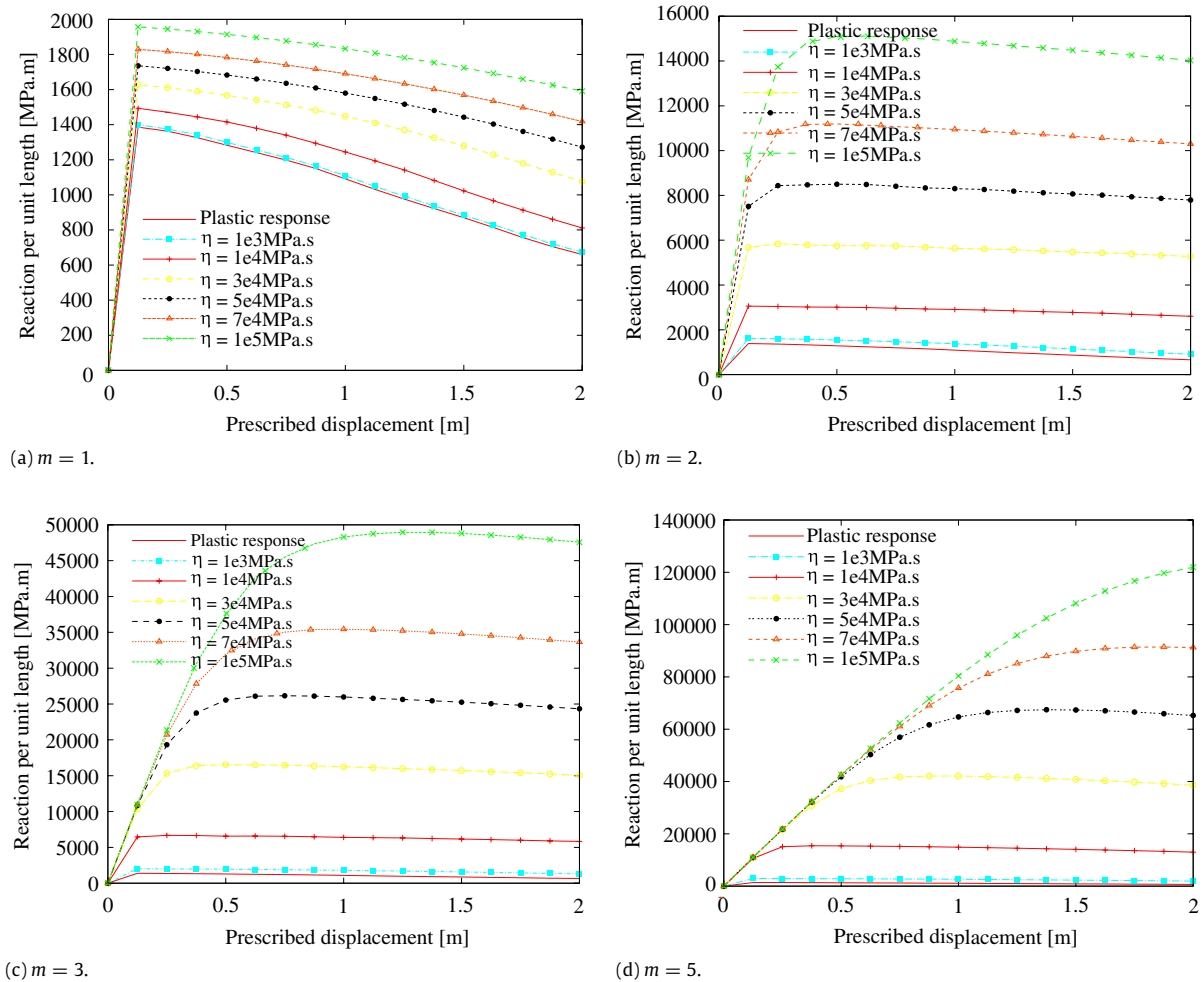 2000
1800
1600
1400
1200
1000
800
600
400
200
0
0
0.5
1
1.5
2
Reaction per unit length [MPa.m]
Prescribed displacement [m]
Plastic response
η = 1e3MPa.s
η = 1e4MPa.s
η = 3e4MPa.s
η = 5e4MPa.s
η = 7e4MPa.s
η = 1e5MPa.s
(a) m = 1.
16000
14000
12000
10000
8000
6000
4000
2000
0
0
0.5
1
1.5
2
Reaction per unit length [MPa.m]
Prescribed displacement [m]
Plastic response
η = 1e3MPa.s
η = 1e4MPa.s
η = 3e4MPa.s
η = 5e4MPa.s
η = 7e4MPa.s
η = 1e5MPa.s
(b) m = 2.
50000
45000
40000
35000
30000
25000
20000
15000
10000
5000
0
0
0.5
1
1.5
2
Reaction per unit length [MPa.m]
Prescribed displacement [m]
Plastic response
η = 1e3MPa.s
η = 1e4MPa.s
η = 3e4MPa.s
η = 5e4MPa.s
η = 7e4MPa.s
η = 1e5MPa.s
(c) m = 3.
140000
120000
100000
80000
60000
40000
20000
0
0
0.5
1
1.5
2
Reaction per unit length [MPa.m]
Prescribed displacement [m]
Plastic response
η = 1e3MPa.s
η = 1e4MPa.s
η = 3e4MPa.s
η = 5e4MPa.s
η = 7e4MPa.s
η = 1e5MPa.s
(d) m = 5.